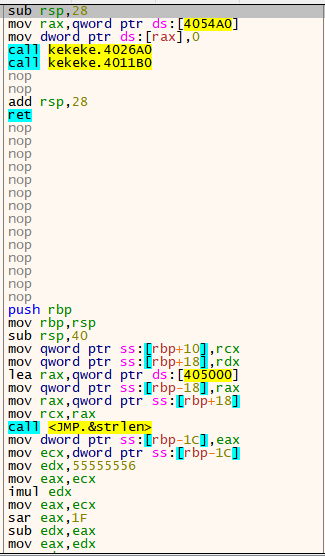 sub rsp,28
mov rax,qword ptr ds:[4054A0]
mov dword ptr ds:[rax],0
call kekeke.4026A0
call kekeke.4011B0
nop
nop
add rsp,28
ret
nop
nop
nop
nop
nop
nop
nop
nop
nop
nop
nop
nop
nop
nop
push rbp
mov rbp,rsp
sub rsp,40
mov qword ptr ss:[rbp+10],rcx
mov qword ptr ss:[rbp+18],rdx
lea rax,qword ptr ds:[405000]
mov qword ptr ss:[rbp-18],rax
mov rax,qword ptr ss:[rbp+18]
mov rcx,rax
call <JMP.&strlen>
mov dword ptr ss:[rbp-1C],eax
mov ecx,dword ptr ss:[rbp-1C]
mov edx,55555556
mov eax,ecx
imul edx
mov eax,ecx
sar eax,1F
sub edx,eax
mov eax,edx